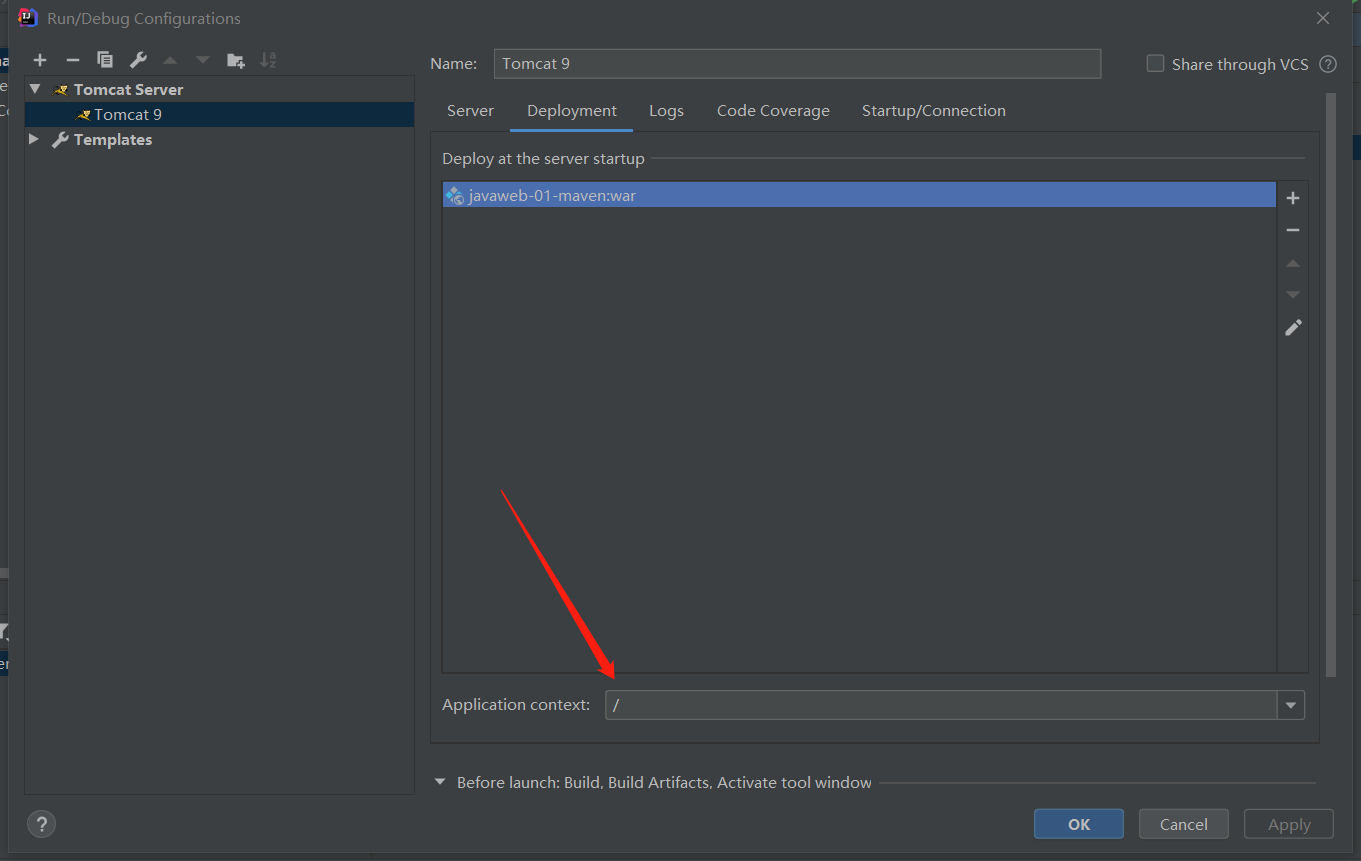 Run/Debug Configurations
Name: Tomcat 9
Share through VCS ?
Tomcat Server
Tomcat 9
Templates
Server Deployment Logs Code Coverage Startup/Connection
Deploy at the server startup
javaweb-01-maven:war
Application context: /
Before launch: Build, Build Artifacts, Activate tool window
? OK Cancel Apply